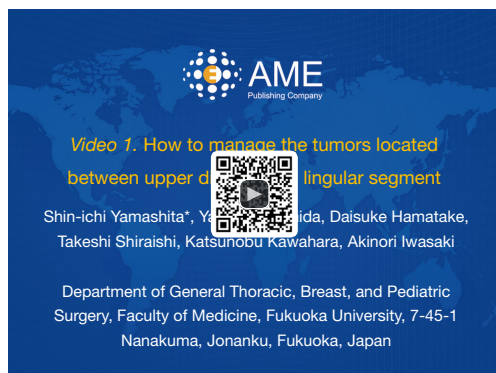 AME
Publishing Company
Video 1. How to manage the tumors located
between upper lingular segment
Shin-ichi Yamashita*, Daisuke Hamatake,
Takeshi Shiraishi, Katsunobu Kawahara, Akinori Iwasaki
Department of General Thoracic, Breast, and Pediatric
Surgery, Faculty of Medicine, Fukuoka University, 7-45-1
Nanakuma, Jonanku, Fukuoka, Japan